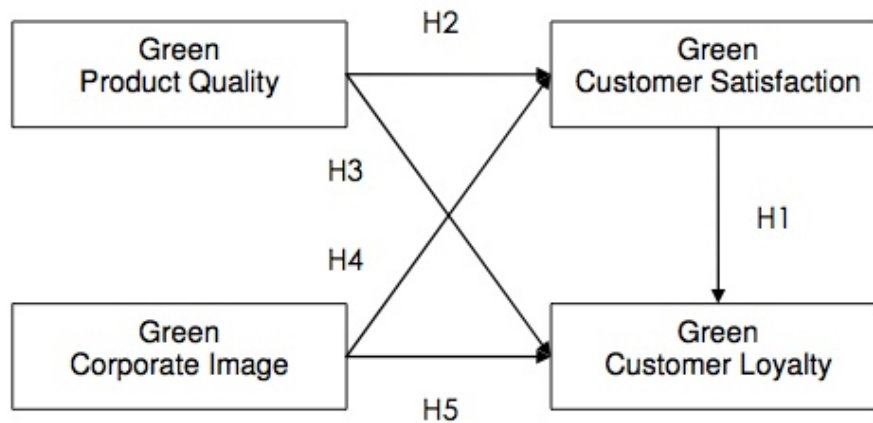 H2
Green
Product Quality
Green
Customer Satisfaction
H3
H1
H4
Green
Corporate Image
Green
Customer Loyalty
H5